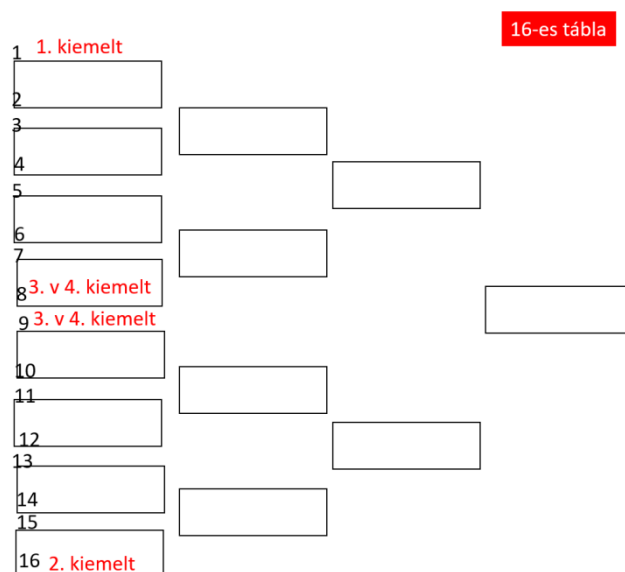 16-es tábla
1 1. kiemelt
2
3
4
5
6
7
8 3. v 4. kiemelt
9 3. v 4. kiemelt
10
11
12
13
14
15
16 2. kiemelt